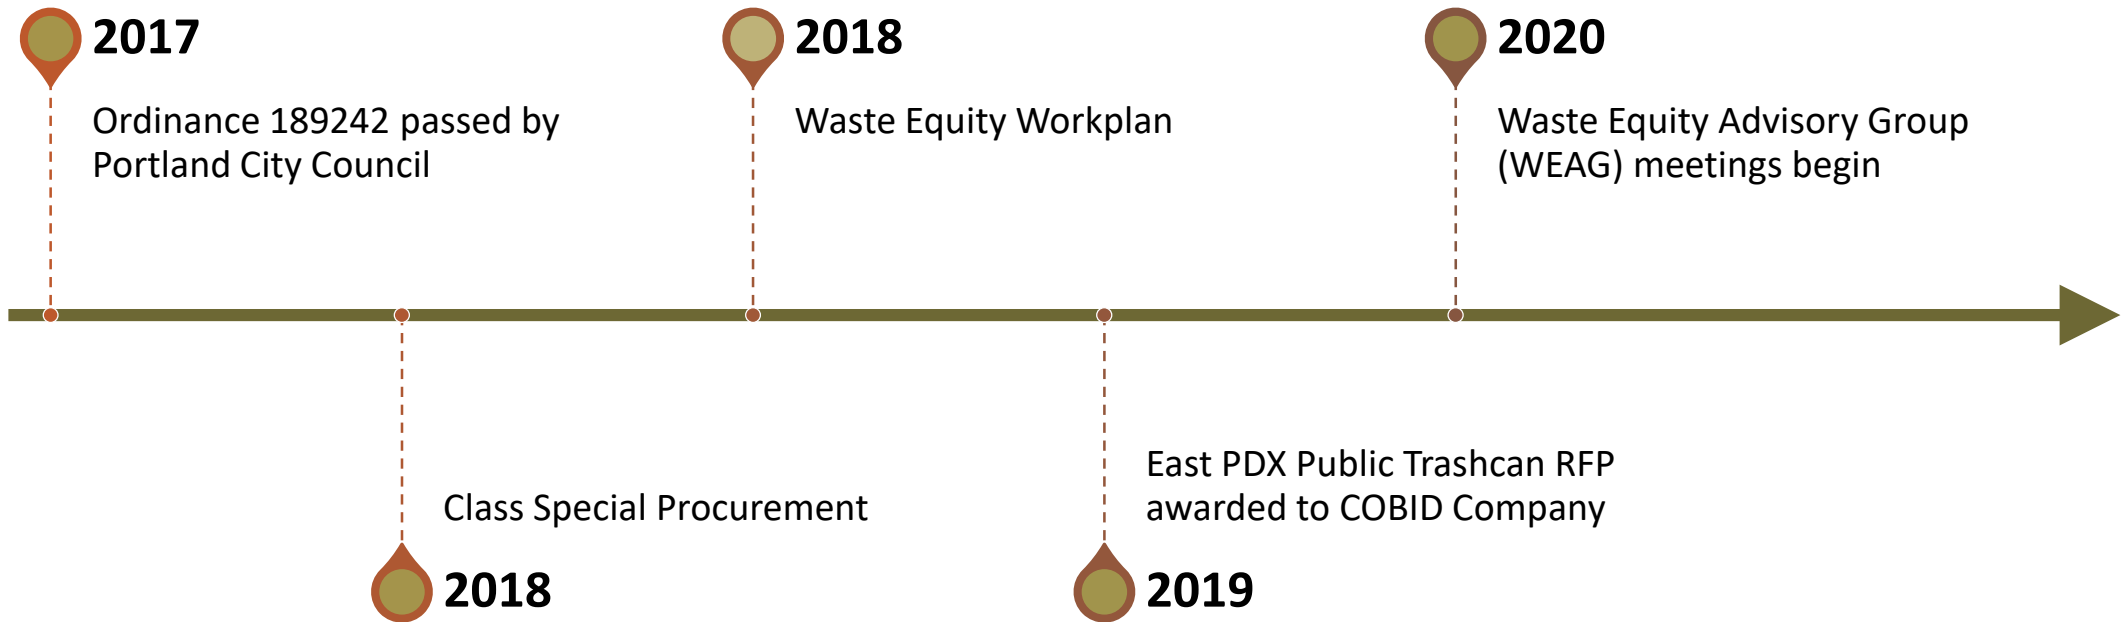 2017
Ordinance 189242 passed by
Portland City Council
Class Special Procurement
2018
2018
Waste Equity Workplan
East PDX Public Trashcan RFP
awarded to COBID Company
2019
2020
Waste Equity Advisory Group
(WEAG) meetings begin